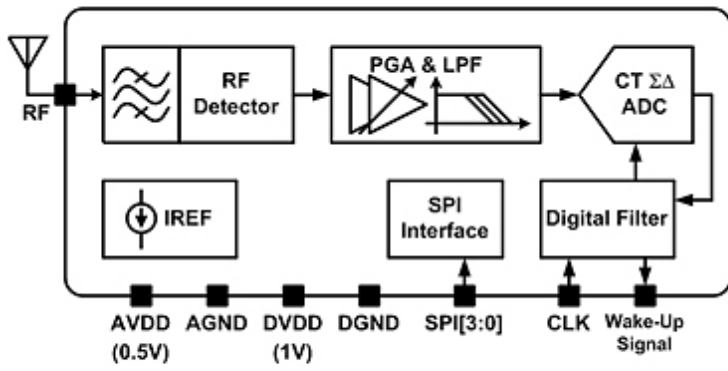 RF
RF
Detector
PGA & LPF
CT ΣΔ
ADC
IREF
SPI
Interface
Digital Filter
AVDD
(0.5V)
AGND
DVDD
(1V)
DGND
SPI[3:0]
CLK
Wake-Up
Signal